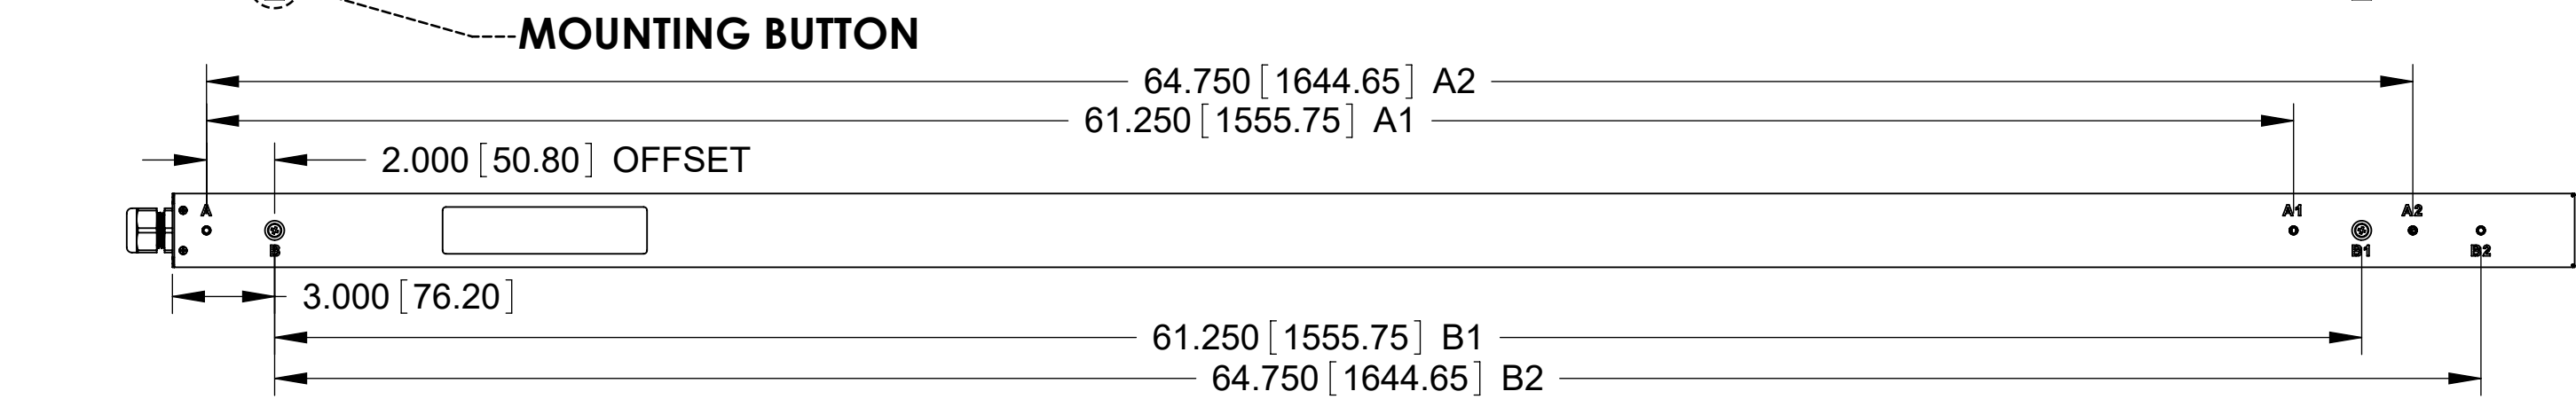 MOUNTING BUTTON
64.750 [1644.65] A2
61.250 [1555.75] A1
2.000 [50.80] OFFSET
A
A1
A2
B
B1
B2
3.000 [76.20]
61.250 [1555.75] B1
64.750 [1644.65] B2